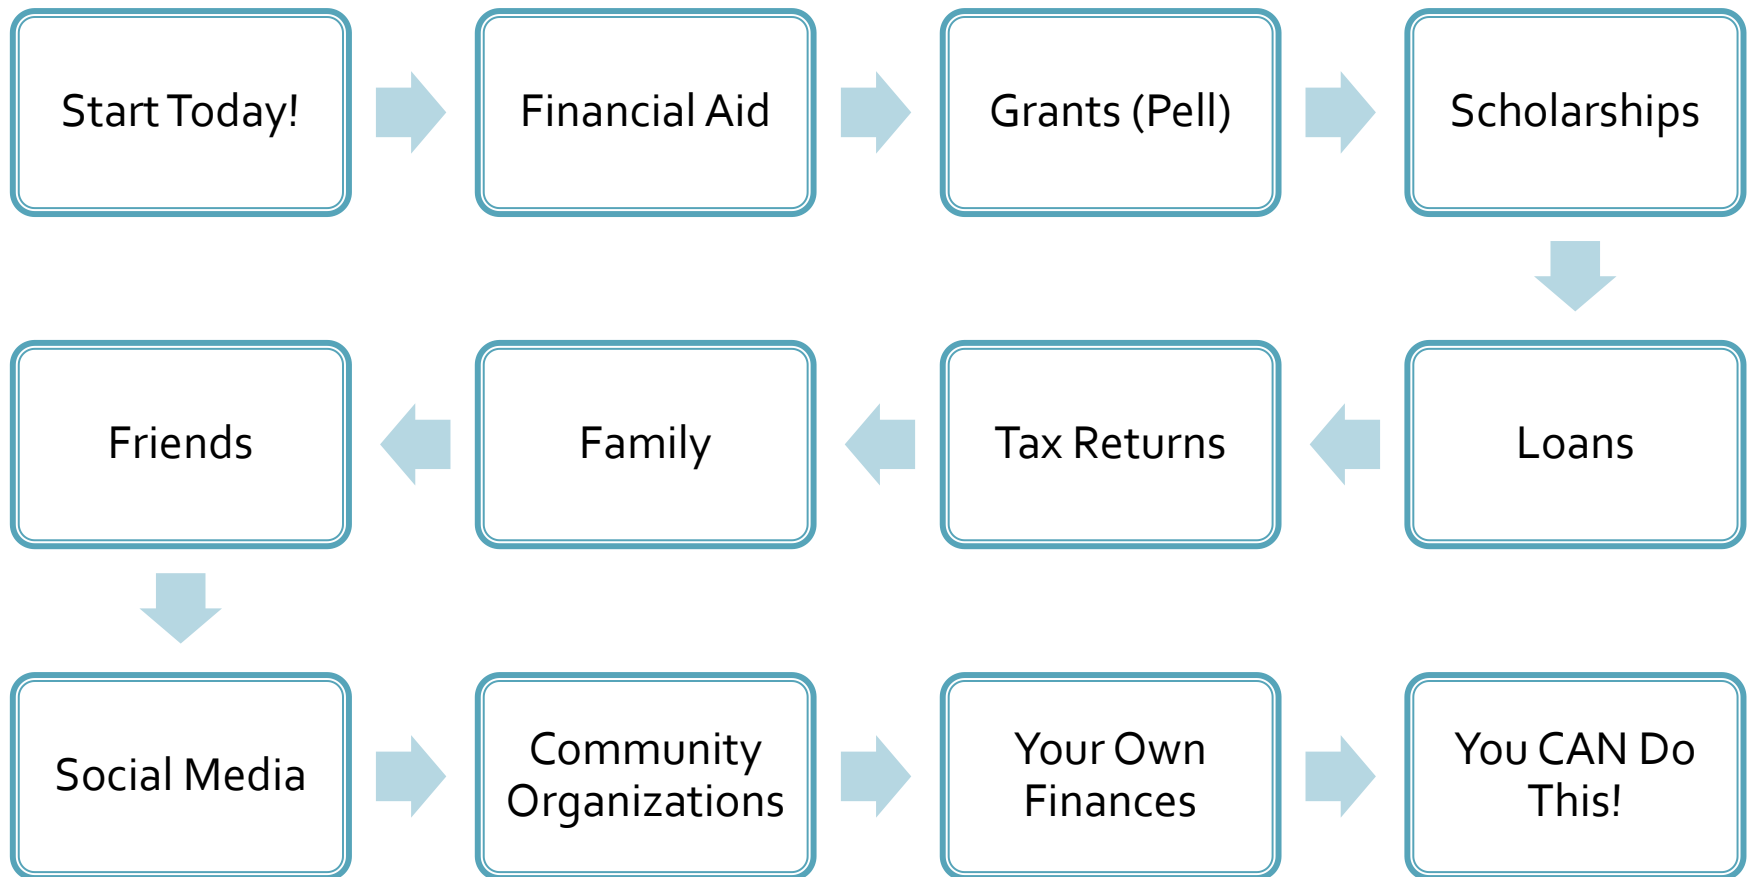 Start Today!
Financial Aid
Grants (Pell)
Scholarships
Loans
Tax Returns
Family
Friends
Social Media
Community
Organizations
Your Own
Finances
You CAN Do
This!